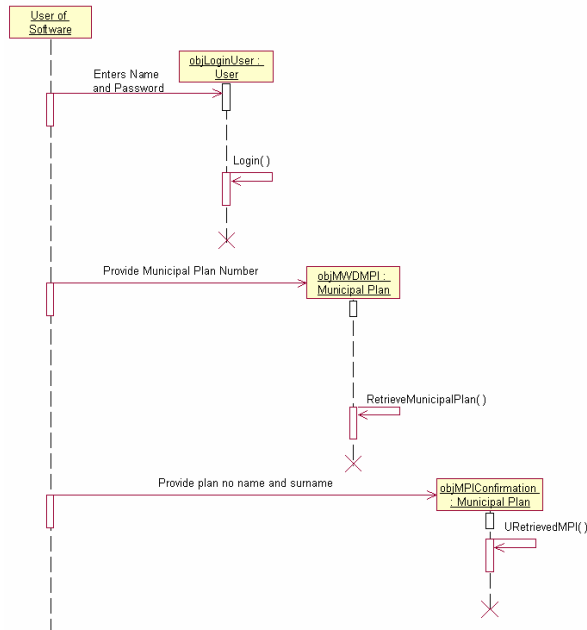 User of
Software
objLoginUser :
User
Enters Name
and Password
Login( )
Provide Municipal Plan Number
objMWDMPI :
Municipal Plan
RetrieveMunicipalPlan( )
Provide plan no name and surname
objMPIConfirmation
: Municipal Plan
URetrievedMPI( )